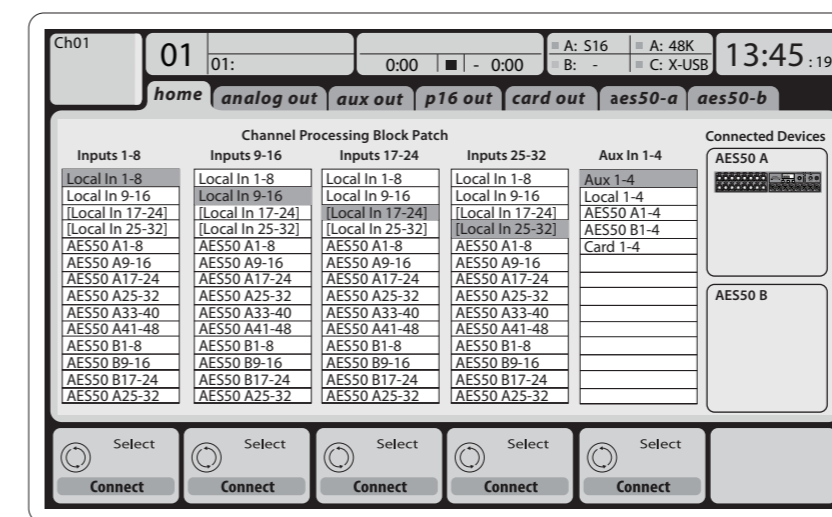 Ch01
01
01:
0:00
- 0:00
A: S16
B: -
A: 48K
C: X-USB
13:45 :19
home
analog out
aux out
p16 out
card out
aes50-a
aes50-b
Channel Processing Block Patch
Connected Devices
Inputs 1-8
Inputs 9-16
Inputs 17-24
Inputs 25-32
Aux In 1-4
Local In 1-8
Local In 9-16
[Local In 17-24]
[Local In 25-32]
AES50 A1-8
AES50 A9-16
AES50 A17-24
AES50 A25-32
AES50 A33-40
AES50 A41-48
AES50 B1-8
AES50 B9-16
AES50 B17-24
AES50 A25-32
Local In 1-8
Local In 9-16
[Local In 17-24]
[Local In 25-32]
AES50 A1-8
AES50 A9-16
AES50 A17-24
AES50 A25-32
AES50 A33-40
AES50 A41-48
AES50 B1-8
AES50 B9-16
AES50 B17-24
AES50 A25-32
Local In 1-8
Local In 9-16
[Local In 17-24]
[Local In 25-32]
AES50 A1-8
AES50 A9-16
AES50 A17-24
AES50 A25-32
AES50 A33-40
AES50 A41-48
AES50 B1-8
AES50 B9-16
AES50 B17-24
AES50 A25-32
Local In 1-8
Local In 9-16
[Local In 17-24]
[Local In 25-32]
AES50 A1-8
AES50 A9-16
AES50 A17-24
AES50 A25-32
AES50 A33-40
AES50 A41-48
AES50 B1-8
AES50 B9-16
AES50 B17-24
AES50 A25-32
Aux 1-4
Local 1-4
AES50 A1-4
AES50 B1-4
Card 1-4
AES50 A
AES50 B
Select
Connect
Select
Connect
Select
Connect
Select
Connect
Select
Connect